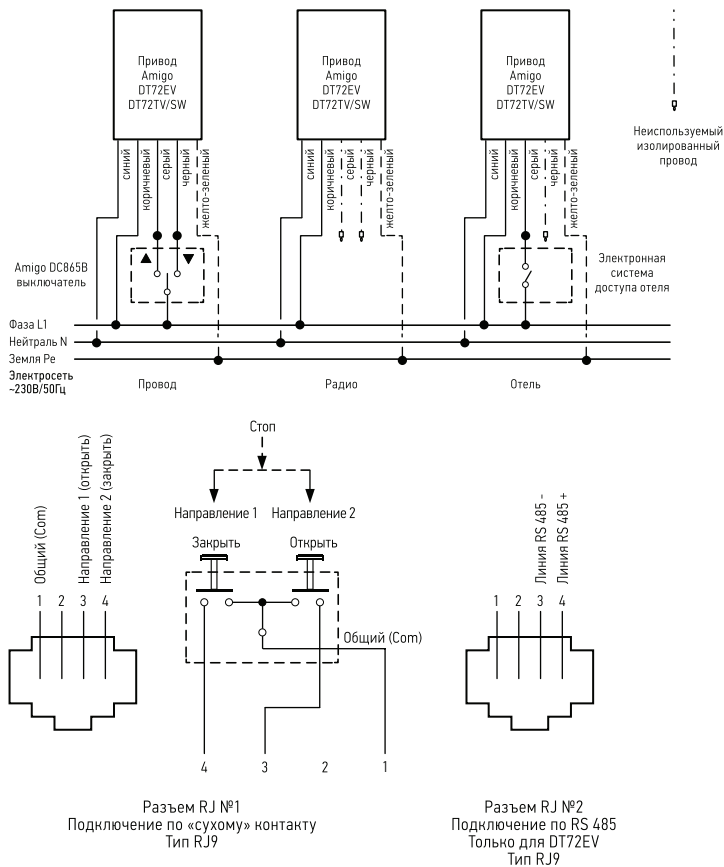 Привод
Amigo
DT72EV
DT72TV/SW
Привод
Amigo
DT72EV
DT72TV/SW
Привод
Amigo
DT72EV
DT72TV/SW
Неиспользуемый
изолированный
провод
синий
коричневый
серый
черный
желто-зеленый
синий
коричневый
серый
черный
желто-зеленый
синий
коричневый
серый
черный
желто-зеленый
Amigo DC865B
выключатель
Электронная
система
доступа отеля
Фаза L1
Нейтраль N
Земля Pe
Электросеть
~230В/50Гц
Провод
Радио
Отель
Общий (Com)
Направление 1 (открыть)
Направление 2 (закрыть)
1 2 3 4
Стоп
Направление 1
Направление 2
Закрыть
Открыть
Общий (Com)
4 3 2 1
Линия RS 485 -
Линия RS 485 +
1 2 3 4
Разъем RJ №1
Подключение по «сухому» контакту
Тип RJ9
Разъем RJ №2
Подключение по RS 485
Только для DT72EV
Тип RJ9